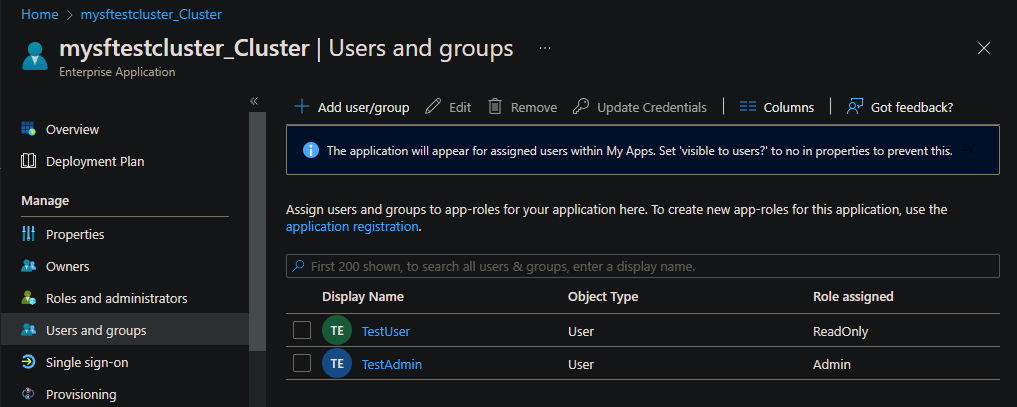 Home > mysftestcluster_Cluster
mysftestcluster_Cluster | Users and groups ...
Enterprise Application
Overview
Deployment Plan
Manage
Properties
Owners
Roles and administrators
Users and groups
Single sign-on
Provisioning
Add user/group Edit Remove Update Credentials Columns Got feedback?
The application will appear for assigned users within My Apps. Set 'visible to users?' to no in properties to prevent this. →
Assign users and groups to app-roles for your application here. To create new app-roles for this application, use the
application registration.
First 200 shown, to search all users & groups, enter a display name.
Display Name Object Type Role assigned
TE TestUser User ReadOnly
TE TestAdmin User Admin